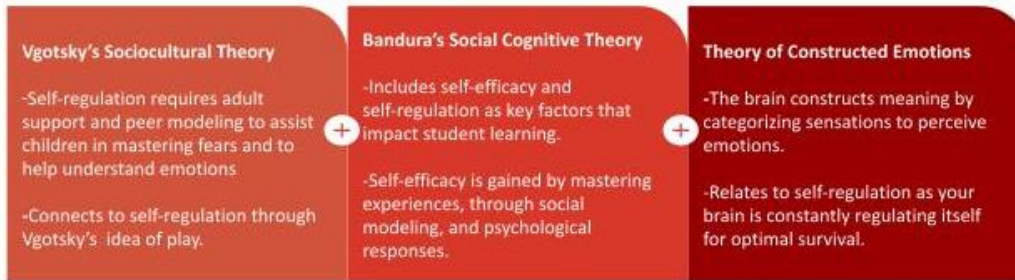 Vgotsky's Sociocultural Theory
-Self-regulation requires adult
support and peer modeling to assist
children in mastering fears and to
help understand emotions
-Connects to self-regulation through
Vgotsky's idea of play.
+
Bandura's Social Cognitive Theory
-Includes self-efficacy and
self-regulation as key factors that
impact student learning.
-Self-efficacy is gained by mastering
experiences, through social
modeling, and psychological
responses.
+
Theory of Constructed Emotions
-The brain constructs meaning by
categorizing sensations to perceive
emotions.
-Relates to self-regulation as your
brain is constantly regulating itself
for optimal survival.